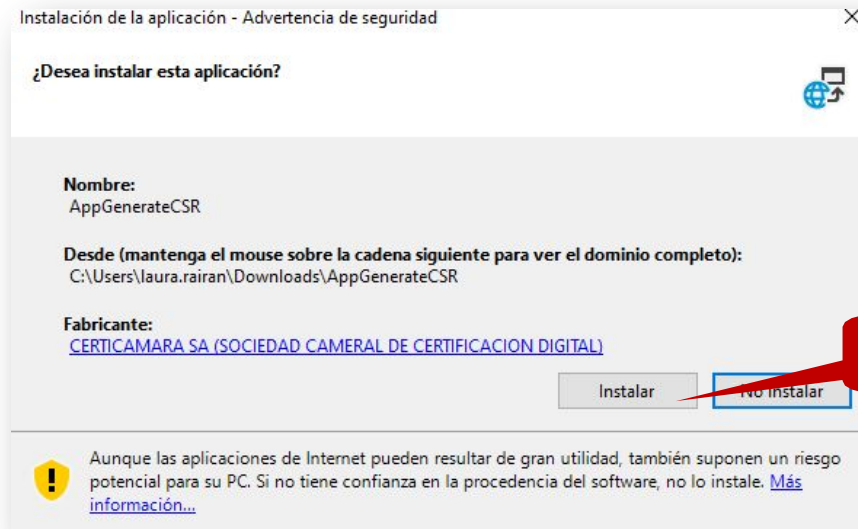 Instalación de la aplicación - Advertencia de seguridad
¿Desea instalar esta aplicación?
Nombre:
AppGenerateCSR
Desde (mantenga el mouse sobre la cadena siguiente para ver el dominio completo):
C:\Users\laura.rairan\Downloads\AppGenerateCSR
Fabricante:
CERTICAMARA SA (SOCIEDAD CAMERAL DE CERTIFICACION DIGITAL)
Instalar No instalar
Aunque las aplicaciones de Internet pueden resultar de gran utilidad, también suponen un riesgo
potencial para su PC. Si no tiene confianza en la procedencia del software, no lo instale. Más
información...